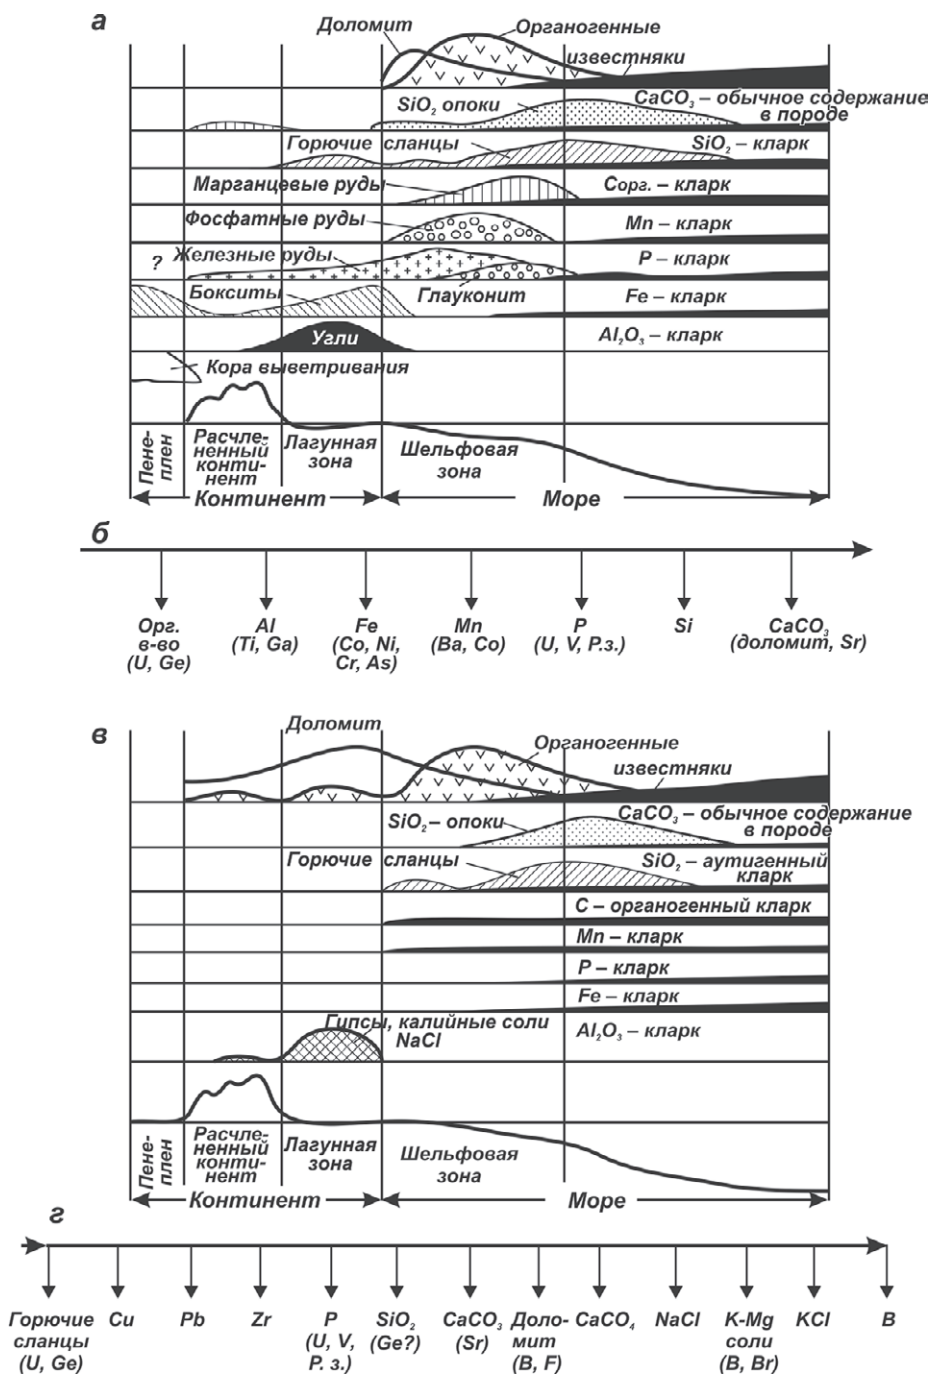 а
Доломит
Органогенные
известняки
SiO₂ опоки
CaCO₃ – обычное содержание
в породе
Горючие сланцы
SiO₂ – кларк
Марганцевые руды
Cорг. – кларк
Фосфатные руды
Mn – кларк
?
Железные руды
P – кларк
Бокситы
Глауконит
Fe – кларк
Угли
Al₂O₃ – кларк
Кора выветривания
Пене-
плен
Расчле-
ненный
конти-
нент
Лагунная
зона
Шельфовая
зона
Континент
Море
б
Орг.
в-во
(U, Ge)
Al
(Ti, Ga)
Fe
(Co, Ni,
Cr, As)
Mn
(Ba, Co)
P
(U, V, Р.з.)
Si
CaCO₃
(доломит, Sr)
в
Доломит
Органогенные
известняки
SiO₂ – опоки
CaCO₃ – обычное содержание
в породе
Горючие сланцы
SiO₂ – аутигенный
кларк
C – органогенный кларк
Mn – кларк
P – кларк
Fe – кларк
Гипсы, калийные соли
NaCl
Al₂O₃ – кларк
Пене-
плен
Расчле-
ненный
конти-
нент
Лагунная
зона
Шельфовая
зона
Континент
Море
г
Горючие
сланцы
(U, Ge)
Cu
Pb
Zr
P
(U, V,
Р. з.)
SiO₂
(Ge?)
CaCO₃
(Sr)
Доло-
мит
(B, F)
CaCO₄
NaCl
K-Mg
соли
(B, Br)
KCl
B